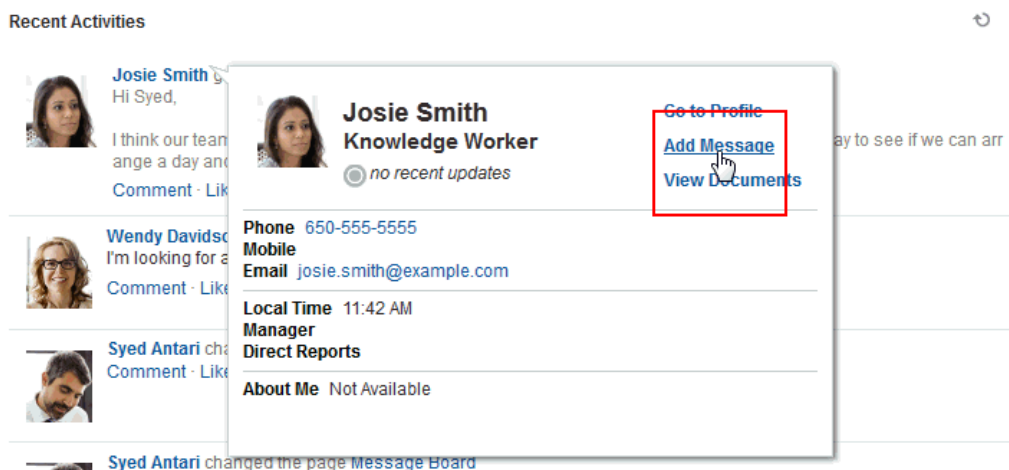 Recent Activities
Josie Smith
Hi Syed,
I think our team
ay to see if we can arr
ange a day and
Comment · Lik
Josie Smith
Knowledge Worker
no recent updates
Go to Profile
Add Message
View Documents
Phone 650-555-5555
Mobile
Email josie.smith@example.com
Local Time 11:42 AM
Manager
Direct Reports
About Me Not Available
Wendy Davidso
I'm looking for a
Comment · Like
Syed Antari cha
Comment · Like
Syed Antari changed the page Message Board